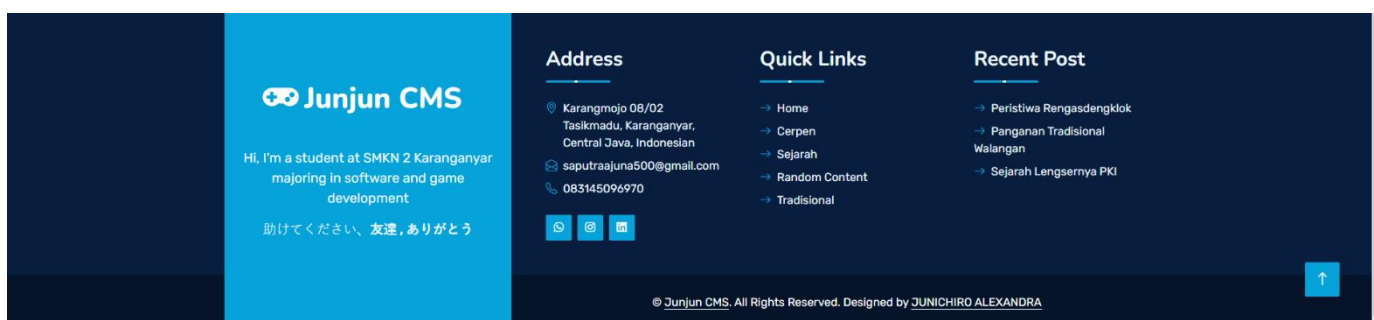 Junjun CMS
Hi, I'm a student at SMKN 2 Karanganyar
majoring in software and game
development
助けてください、友達,ありがとう
Address
Karangmojo 08/02
Tasikmadu, Karanganyar,
Central Java, Indonesian
saputraajuna500@gmail.com
083145096970
Quick Links
Home
Cerpen
Sejarah
Random Content
Tradisional
Recent Post
Peristiwa Rengasdengklok
Panganan Tradisional
Walangan
Sejarah Lengsernya PKI
© Junjun CMS. All Rights Reserved. Designed by JUNICHIRO ALEXANDRA